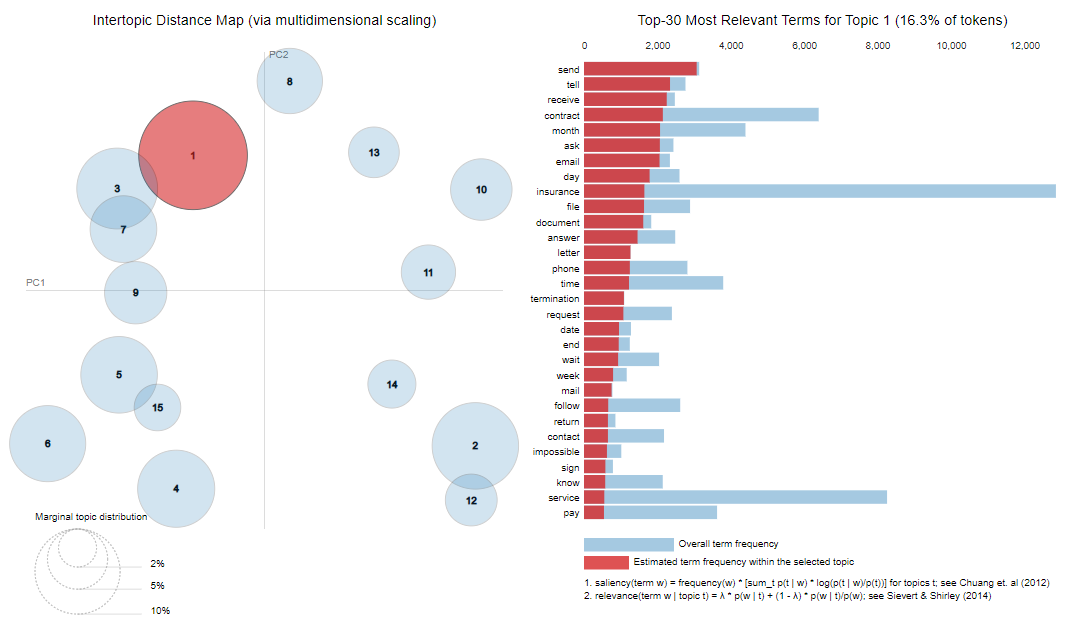 Intertopic Distance Map (via multidimensional scaling)
PC2
8
1
13
3
10
7
11
PC1
9
5
14
15
6
2
4
12
Marginal topic distribution
2%
5%
10%
Top-30 Most Relevant Terms for Topic 1 (16.3% of tokens)
0 2,000 4,000 6,000 8,000 10,000 12,000
send
tell
receive
contract
month
ask
email
day
insurance
file
document
answer
letter
phone
time
termination
request
date
end
wait
week
mail
follow
return
contact
impossible
sign
know
service
pay
Overall term frequency
Estimated term frequency within the selected topic
1. saliency(term w) = frequency(w) * [sum_t p(t | w) * log(p(t | w)/p(t))] for topics t; see Chuang et. al (2012)
2. relevance(term w | topic t) = λ * p(w | t) + (1 - λ) * p(w | t)/p(w); see Sievert & Shirley (2014)